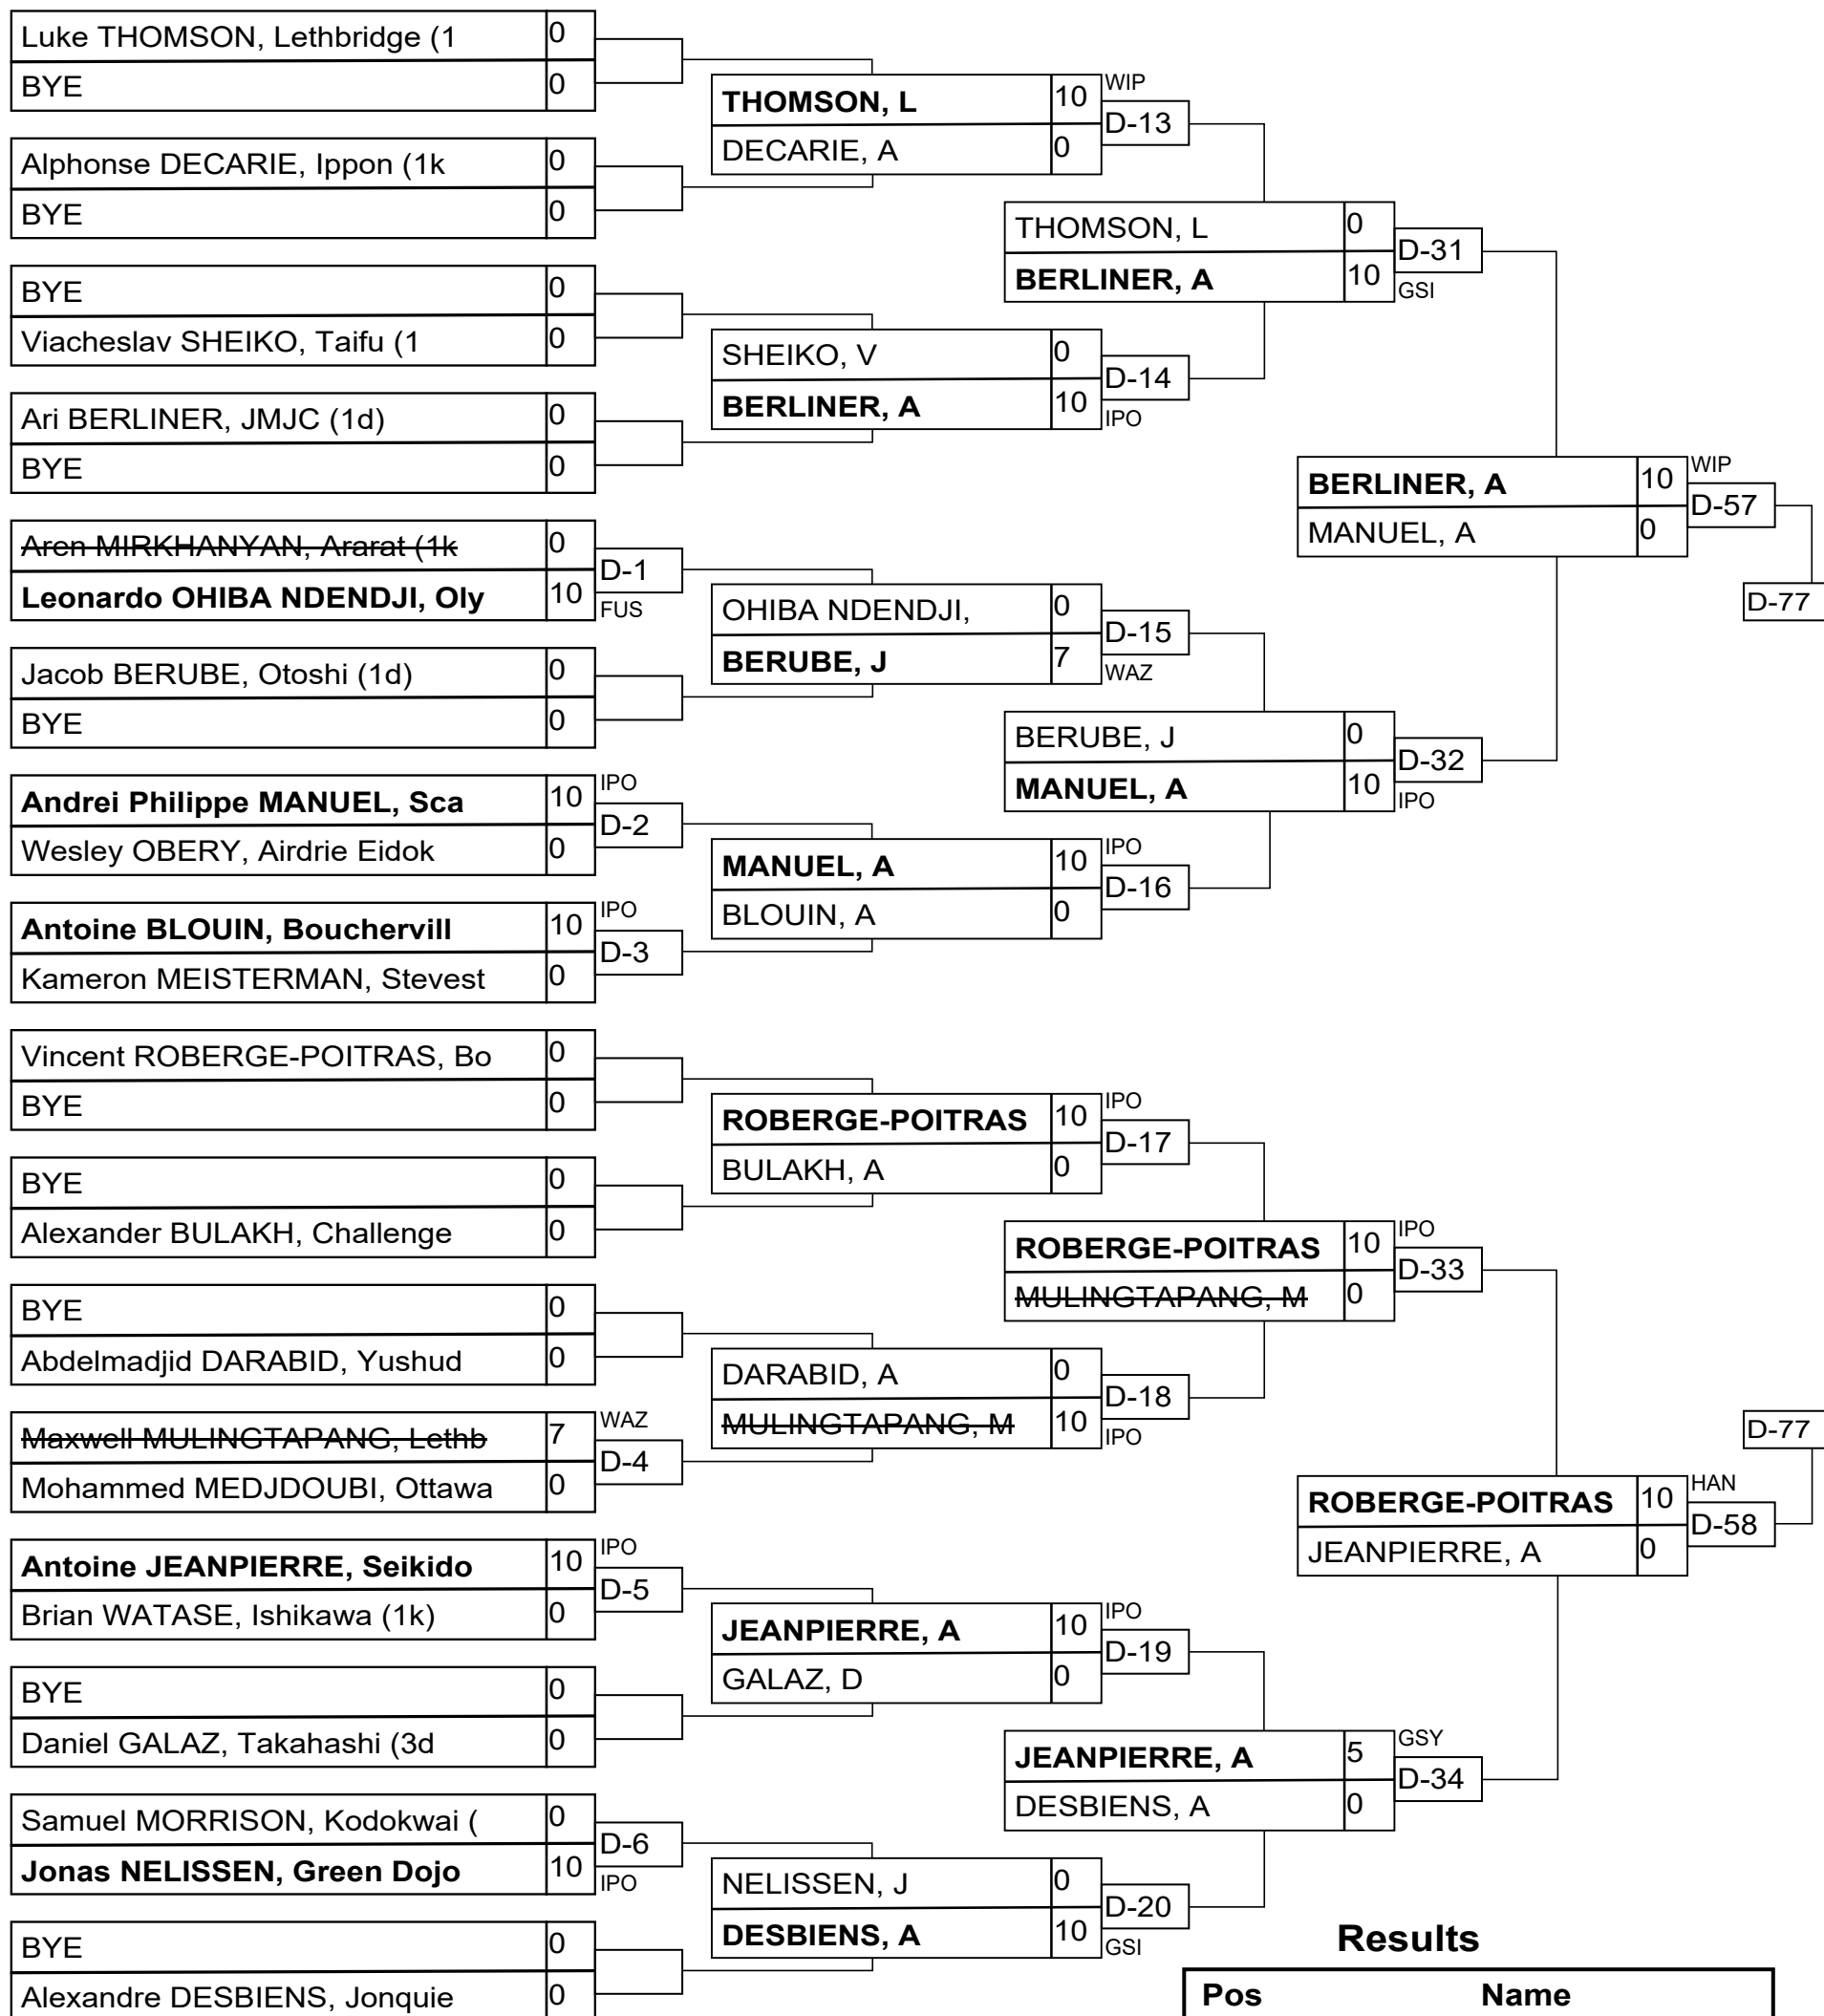 Luke THOMSON, Lethbridge (1 0
BYE 0
Alphonse DECARIE, Ippon (1k 0
BYE 0
BYE 0
Viacheslav SHEIKO, Taifu (1 0
Ari BERLINER, JMJC (1d) 0
BYE 0
Aren MIRKHANYAN, Ararat (1k 0
D-1
Leonardo OHIBA NDENDJI, Oly 10
FUS
Jacob BERUBE, Otoshi (1d) 0
BYE 0
Andrei Philippe MANUEL, Sca 10
IPO
D-2
Wesley OBERY, Airdrie Eidok 0
Antoine BLOUIN, Bouchervill 10
IPO
D-3
Kameron MEISTERMAN, Stevest 0
Vincent ROBERGE-POITRAS, Bo 0
BYE 0
BYE 0
Alexander BULAKH, Challenge 0
BYE 0
Abdelmadjid DARABID, Yushud 0
Maxwell MULINGTAPANG, Lethb 7
WAZ
D-4
Mohammed MEDJDOUBI, Ottawa 0
Antoine JEANPIERRE, Seikido 10
IPO
D-5
Brian WATASE, Ishikawa (1k) 0
BYE 0
Daniel GALAZ, Takahashi (3d 0
Samuel MORRISON, Kodokwai ( 0
D-6
Jonas NELISSEN, Green Dojo 10
IPO
BYE 0
Alexandre DESBIENS, Jonquie 0
THOMSON, L 10
WIP
D-13
DECARIE, A 0
SHEIKO, V 0
D-14
BERLINER, A 10
IPO
OHIBA NDENDJI, 0
D-15
BERUBE, J 7
WAZ
MANUEL, A 10
IPO
D-16
BLOUIN, A 0
ROBERGE-POITRAS 10
IPO
D-17
BULAKH, A 0
DARABID, A 0
D-18
MULINGTAPANG, M 10
IPO
JEANPIERRE, A 10
IPO
D-19
GALAZ, D 0
NELISSEN, J 0
D-20
DESBIENS, A 10
GSI
THOMSON, L 0
D-31
BERLINER, A 10
GSI
BERUBE, J 0
D-32
MANUEL, A 10
IPO
ROBERGE-POITRAS 10
IPO
D-33
MULINGTAPANG, M 0
JEANPIERRE, A 5
GSY
D-34
DESBIENS, A 0
BERLINER, A 10
WIP
D-57
MANUEL, A 0
D-77
D-77
ROBERGE-POITRAS 10
HAN
D-58
JEANPIERRE, A 0
Results
Pos Name